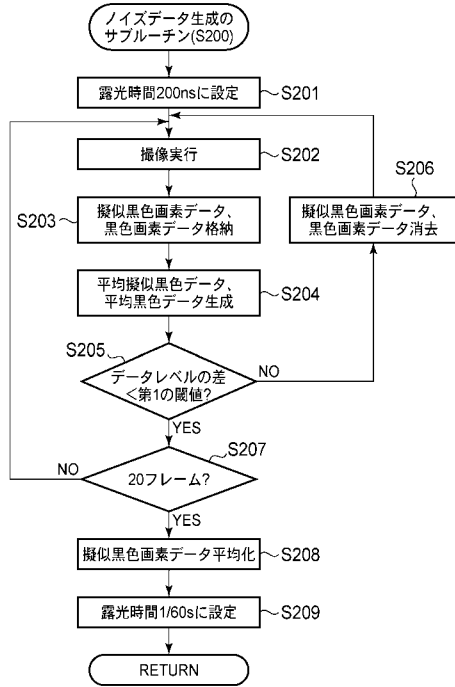 ノイズデータ生成の
サブルーチン(S200)
露光時間200nsに設定
S201
撮像実行
S202
S206
擬似黒色画素データ、
黒色画素データ消去
S203
擬似黒色画素データ、
黒色画素データ格納
平均擬似黒色データ、
平均黒色データ生成
S204
S205
データレベルの差
<第1の閾値?
NO
YES
S207
20フレーム?
NO
YES
擬似黒色画素データ平均化
S208
露光時間1/60sに設定
S209
RETURN